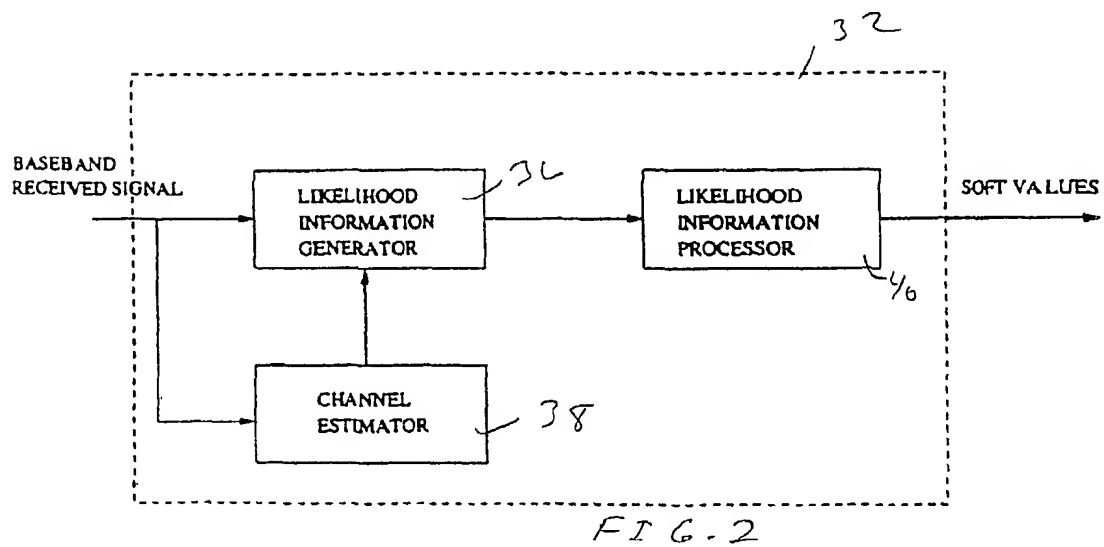 32
BASEBAND
RECEIVED SIGNAL
LIKELIHOOD
INFORMATION
GENERATOR
36
LIKELIHOOD
INFORMATION
PROCESSOR
40
SOFT VALUES
CHANNEL
ESTIMATOR
38
FIG. 2